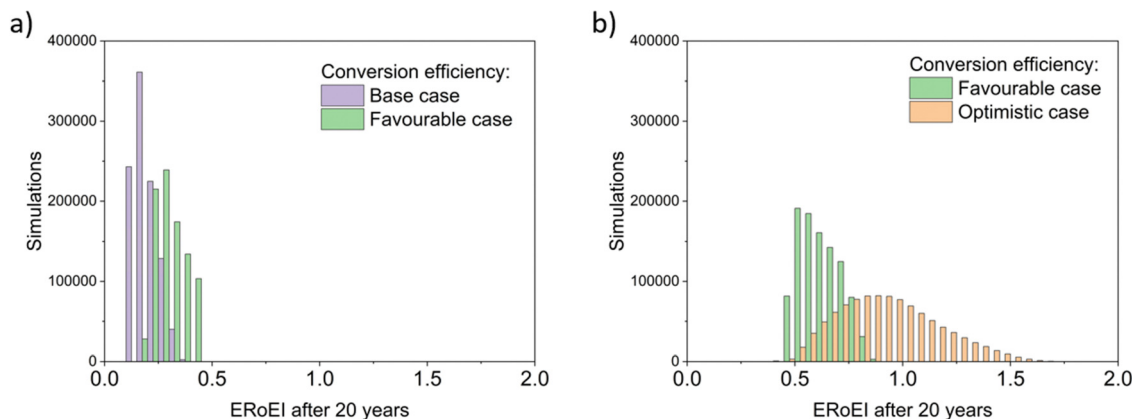 a)
400000
300000
200000
100000
0
Simulations
Conversion efficiency:
Base case
Favourable case
0.0 0.5 1.0 1.5 2.0
ERoEI after 20 years
b)
400000
300000
200000
100000
0
Simulations
Conversion efficiency:
Favourable case
Optimistic case
0.0 0.5 1.0 1.5 2.0
ERoEI after 20 years